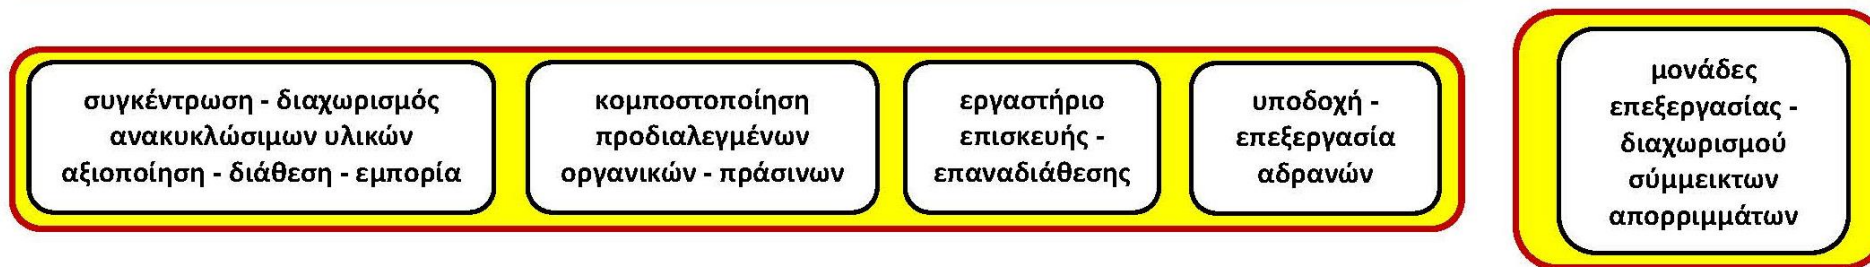 συγκέντρωση - διαχωρισμός
ανακυκλώσιμων υλικών
αξιοποίηση - διάθεση - εμπορία
κομποστοποίηση
προδιαλεγμένων
οργανικών - πράσινων
εργαστήριο
επισκευής -
επαναδιάθεσης
υποδοχή -
επεξεργασία
αδρανών
μονάδες
επεξεργασίας -
διαχωρισμού
σύμμεικτων
απορριμμάτων